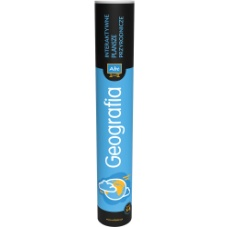 INTERAKTYWNE
PLANSZE
PRZYRODNICZE
Geografia